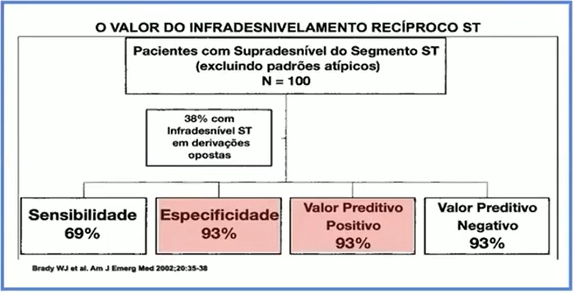 O VALOR DO INFRADESNIVELAMENTO RECÍPROCO ST
Pacientes com Supradesnível do Segmento ST
(excluindo padrões atípicos)
N = 100
38% com
Infradesnível ST
em derivações
opostas
Sensibilidade
69%
Especificidade
93%
Valor Preditivo
Positivo
93%
Valor Preditivo
Negativo
93%
Brady WJ et al. Am J Emerg Med 2002;20:35-38